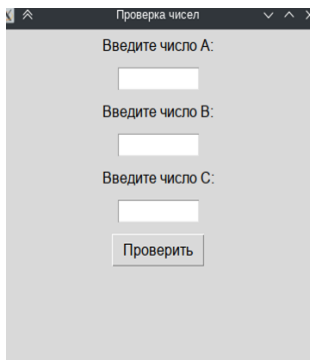 Проверка чисел
Введите число A:
Введите число B:
Введите число C:
Проверить